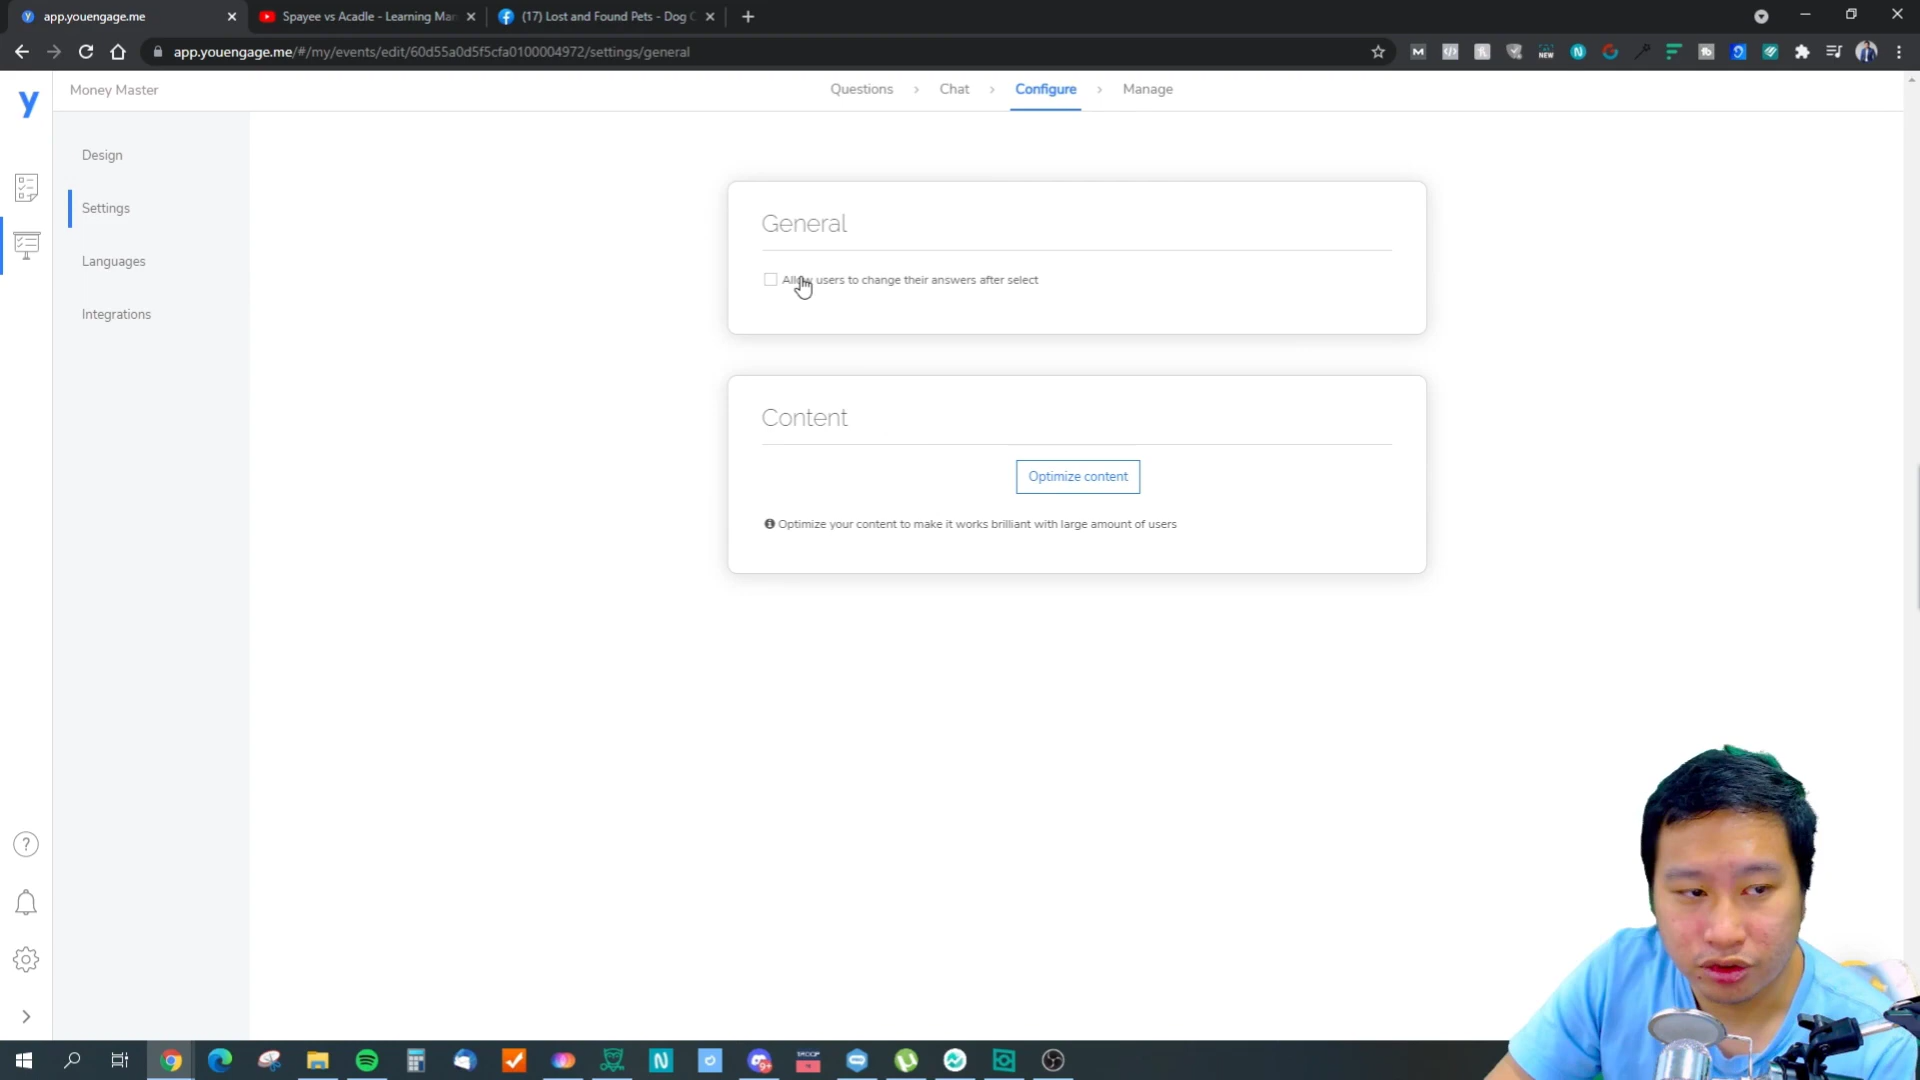 app.youengage.me
Spayee vs Acadle - Learning Man
(17) Lost and Found Pets - Dog C
app.youengage.me/#/my/events/edit/60d55a0d5f5cfa0100004972/settings/general
Money Master
Questions
Chat
Configure
Manage
Design
Settings
Languages
Integrations
General
Allow users to change their answers after select
Content
Optimize content
Optimize your content to make it works brilliant with large amount of users